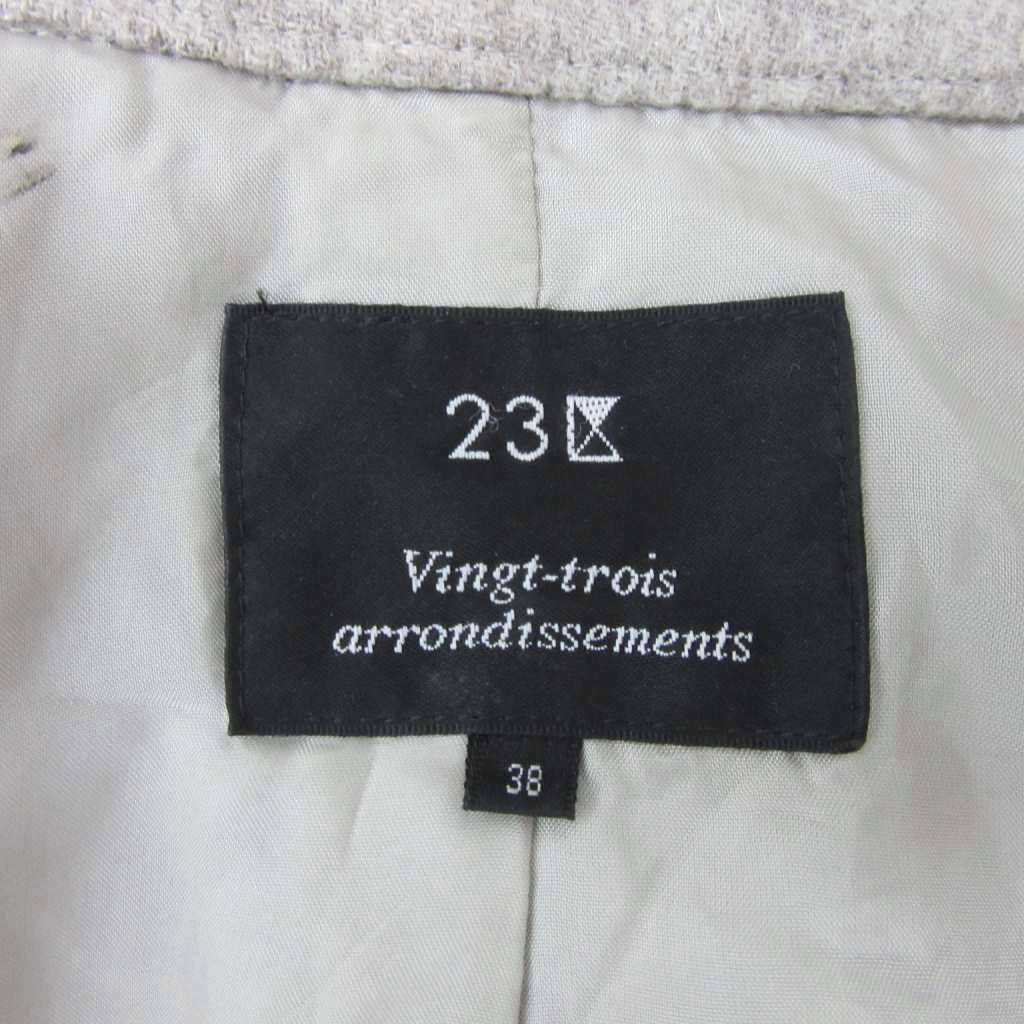 23区
Vingt-trois
arrondissements
38